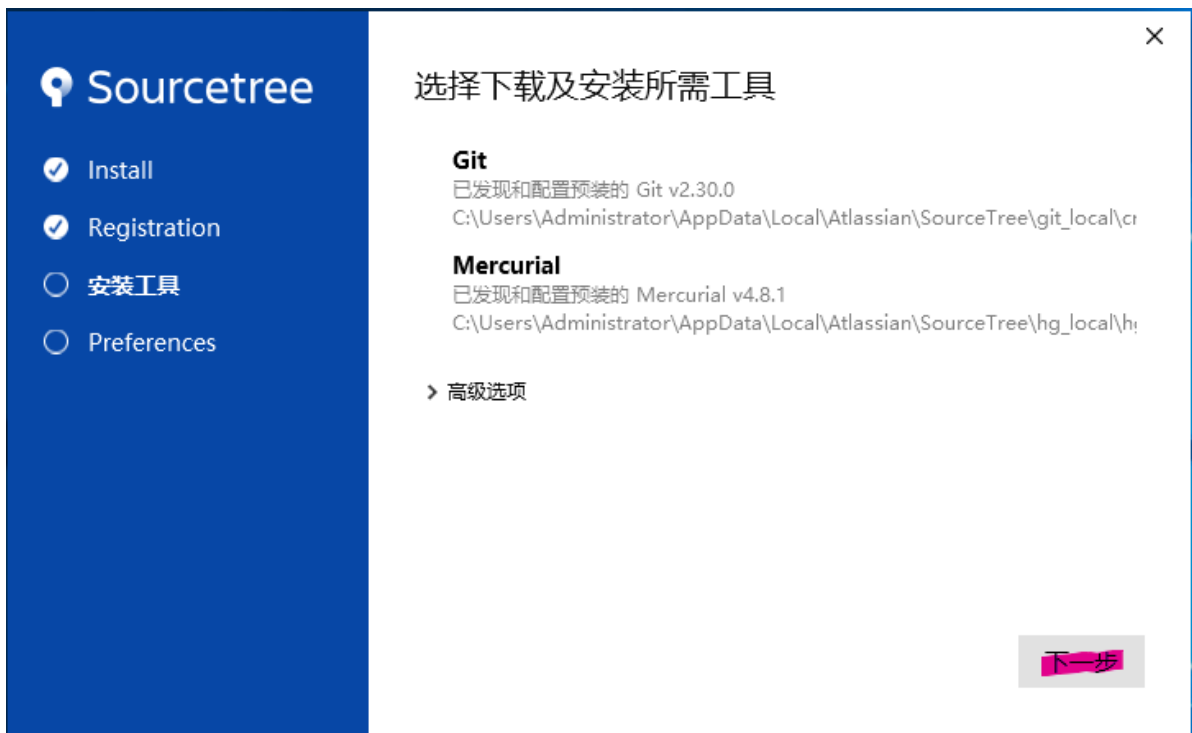 Sourcetree
Install
Registration
安装工具
Preferences
选择下载及安装所需工具
Git
已发现和配置预装的 Git v2.30.0
C:\Users\Administrator\AppData\Local\Atlassian\SourceTree\git_local\cr
Mercurial
已发现和配置预装的 Mercurial v4.8.1
C:\Users\Administrator\AppData\Local\Atlassian\SourceTree\hg_local\h
高级选项
下一步